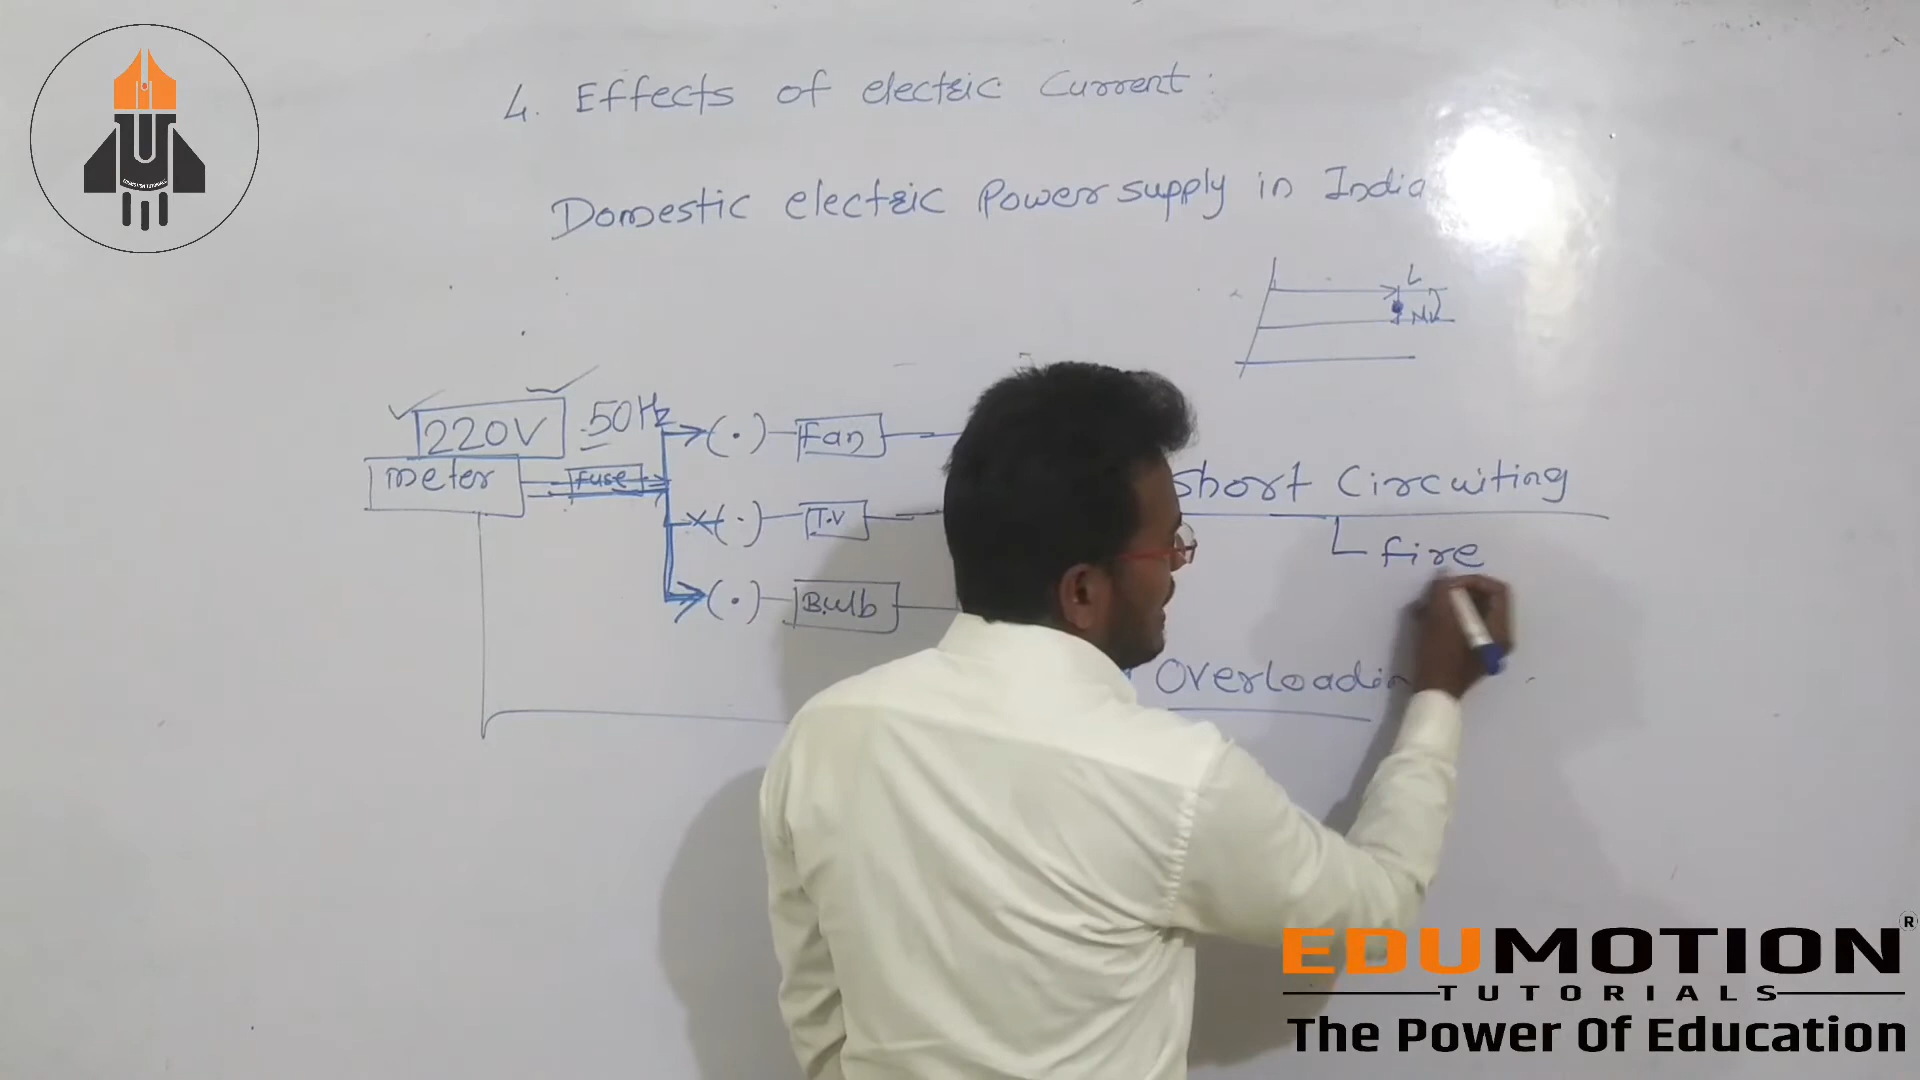 4. Effects of electric Current:
Domestic electric Power supply in India
L
N
220V 50Hz
meter
fuse
Fan
T.V
Bulb
Short Circuiting
fire
Overloadin
EDUMOTION®
TUTORIALS
The Power Of Education